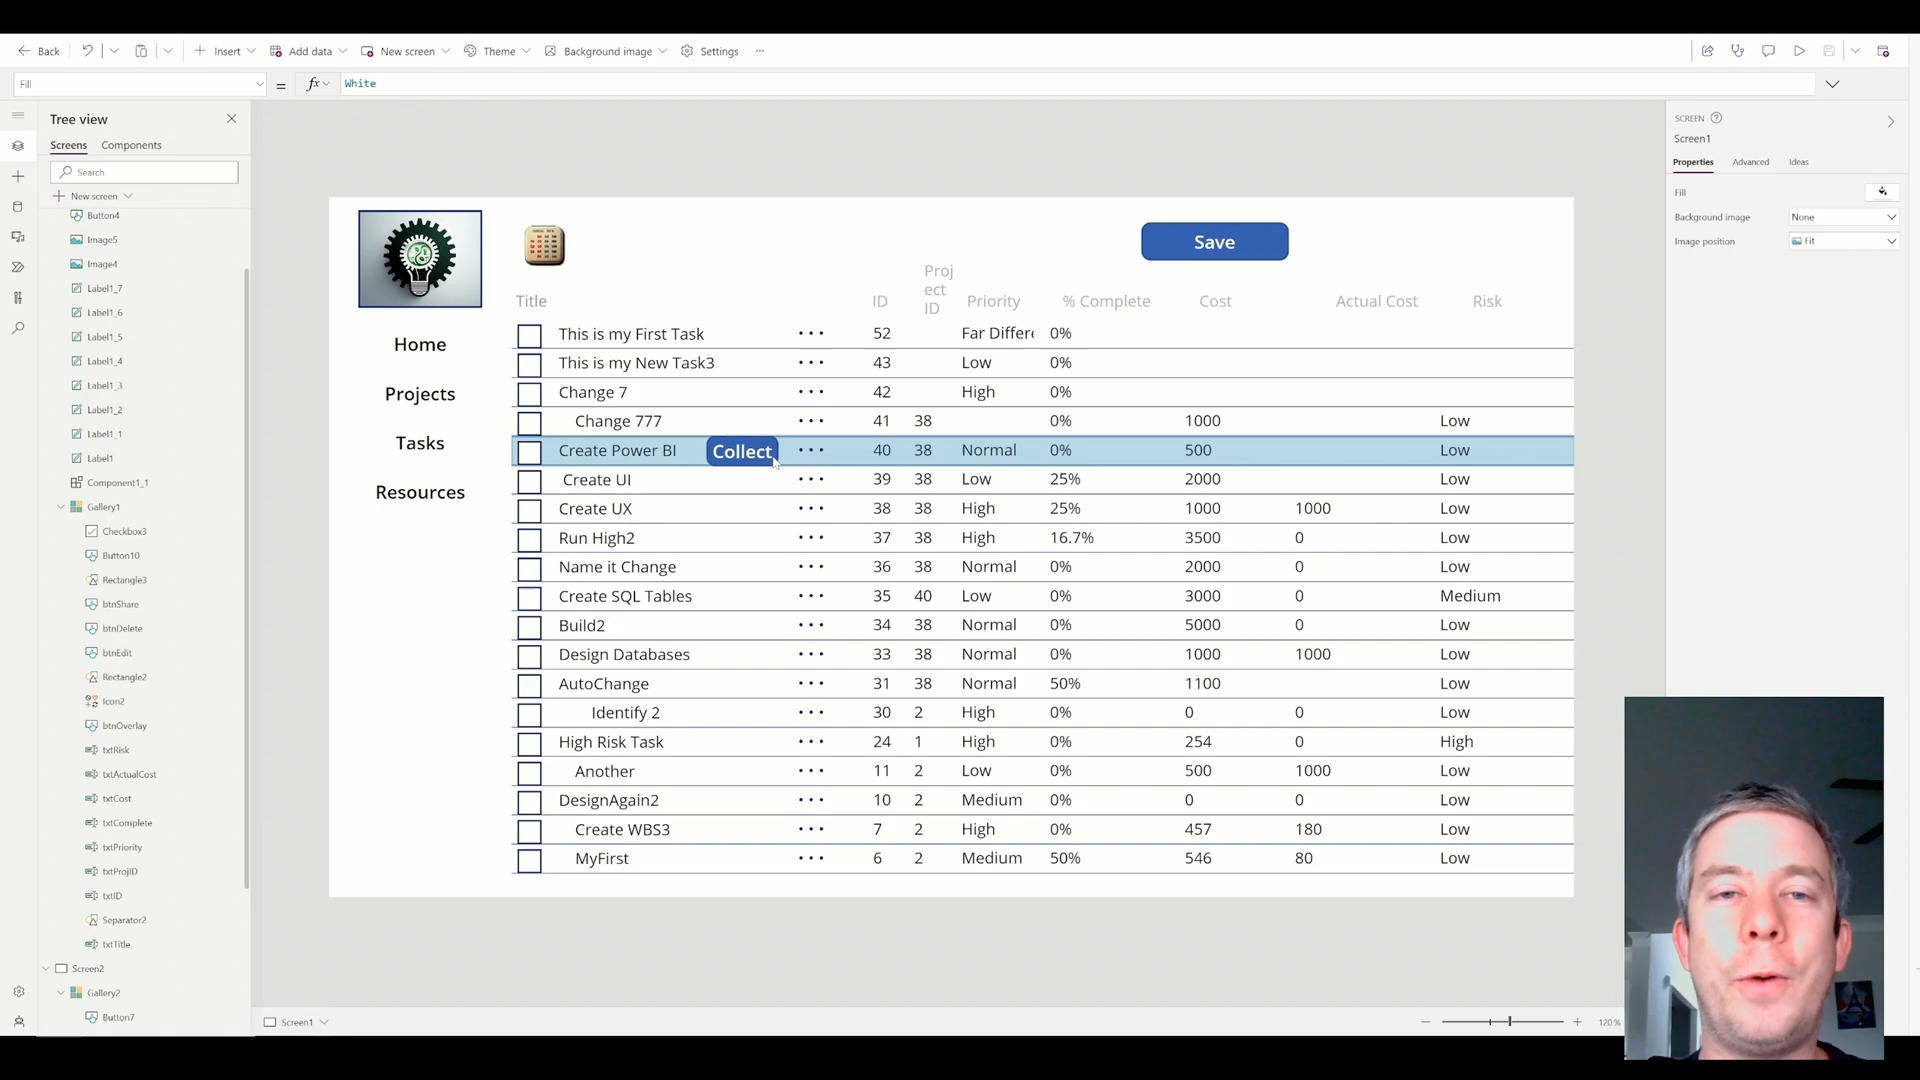 Back
Insert
Add data
New screen
Theme
Background image
Settings
...
Fill
=
fx
White
Tree view
Screens
Components
Search
New screen
Button4
Image5
Image4
Label1_7
Label1_6
Label1_5
Label1_4
Label1_3
Label1_2
Label1_1
Label1
Component1_1
Gallery1
Checkbox3
Button10
Rectangle3
btnShare
btnDelete
btnEdit
Rectangle2
Icon2
btnOverlay
txtRisk
txtActualCost
txtCost
txtComplete
txtPriority
txtProjID
txtID
Separator2
txtTitle
Screen2
Gallery2
Button7
Home
Projects
Tasks
Resources
Save
Title ID Project ID Priority % Complete Cost Actual Cost Risk
This is my First Task ... 52 Far Differe 0%
This is my New Task3 ... 43 Low 0%
Change 7 ... 42 High 0%
Change 777 ... 41 38 0% 1000 Low
Create Power BI Collect ... 40 38 Normal 0% 500 Low
Create UI ... 39 38 Low 25% 2000 Low
Create UX ... 38 38 High 25% 1000 1000 Low
Run High2 ... 37 38 High 16.7% 3500 0 Low
Name it Change ... 36 38 Normal 0% 2000 0 Low
Create SQL Tables ... 35 40 Low 0% 3000 0 Medium
Build2 ... 34 38 Normal 0% 5000 0 Low
Design Databases ... 33 38 Normal 0% 1000 1000 Low
AutoChange ... 31 38 Normal 50% 1100 Low
Identify 2 ... 30 2 High 0% 0 0 Low
High Risk Task ... 24 1 High 0% 254 0 High
Another ... 11 2 Low 0% 500 1000 Low
DesignAgain2 ... 10 2 Medium 0% 0 0 Low
Create WBS3 ... 7 2 High 0% 457 180 Low
MyFirst ... 6 2 Medium 50% 546 80 Low
SCREEN
Screen1
Properties
Advanced
Ideas
Fill
Background image
None
Image position
Fit
Screen1
120 %